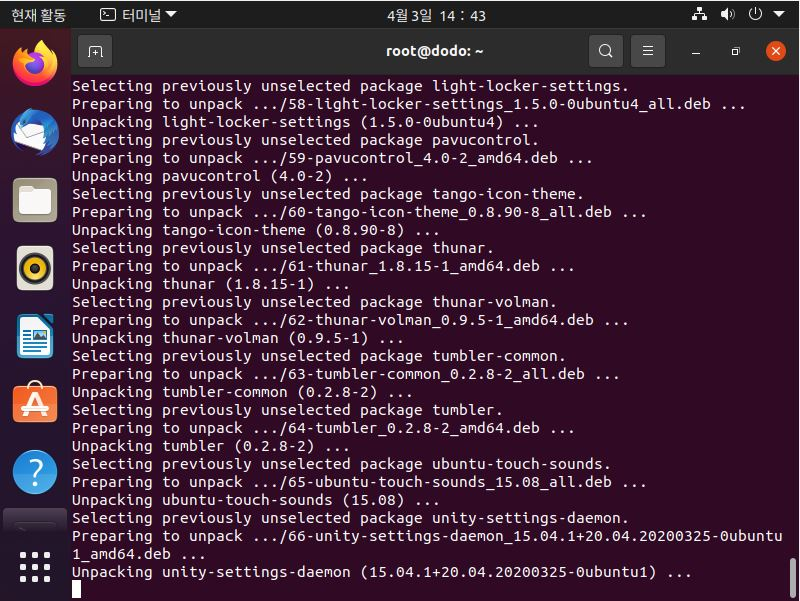 현재 활동
터미널
4월 3일 14 : 43
root@dodo: ~
Selecting previously unselected package light-locker-settings.
Preparing to unpack .../58-light-locker-settings_1.5.0-0ubuntu4_all.deb ...
Unpacking light-locker-settings (1.5.0-0ubuntu4) ...
Selecting previously unselected package pavucontrol.
Preparing to unpack .../59-pavucontrol_4.0-2_amd64.deb ...
Unpacking pavucontrol (4.0-2) ...
Selecting previously unselected package tango-icon-theme.
Preparing to unpack .../60-tango-icon-theme_0.8.90-8_all.deb ...
Unpacking tango-icon-theme (0.8.90-8) ...
Selecting previously unselected package thunar.
Preparing to unpack .../61-thunar_1.8.15-1_amd64.deb ...
Unpacking thunar (1.8.15-1) ...
Selecting previously unselected package thunar-volman.
Preparing to unpack .../62-thunar-volman_0.9.5-1_amd64.deb ...
Unpacking thunar-volman (0.9.5-1) ...
Selecting previously unselected package tumbler-common.
Preparing to unpack .../63-tumbler-common_0.2.8-2_all.deb ...
Unpacking tumbler-common (0.2.8-2) ...
Selecting previously unselected package tumbler.
Preparing to unpack .../64-tumbler_0.2.8-2_amd64.deb ...
Unpacking tumbler (0.2.8-2) ...
Selecting previously unselected package ubuntu-touch-sounds.
Preparing to unpack .../65-ubuntu-touch-sounds_15.08_all.deb ...
Unpacking ubuntu-touch-sounds (15.08) ...
Selecting previously unselected package unity-settings-daemon.
Preparing to unpack .../66-unity-settings-daemon_15.04.1+20.04.20200325-0ubuntu
1_amd64.deb ...
Unpacking unity-settings-daemon (15.04.1+20.04.20200325-0ubuntu1) ...